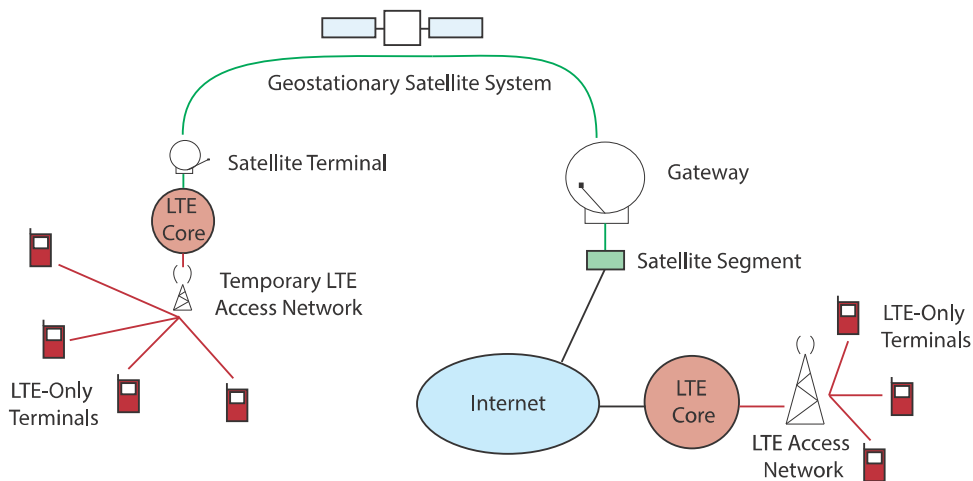 Geostationary Satellite System
Satellite Terminal
Gateway
LTE
Core
Satellite Segment
Temporary LTE
Access Network
LTE-Only
Terminals
LTE-Only
Terminals
Internet
LTE
Core
LTE Access
Network